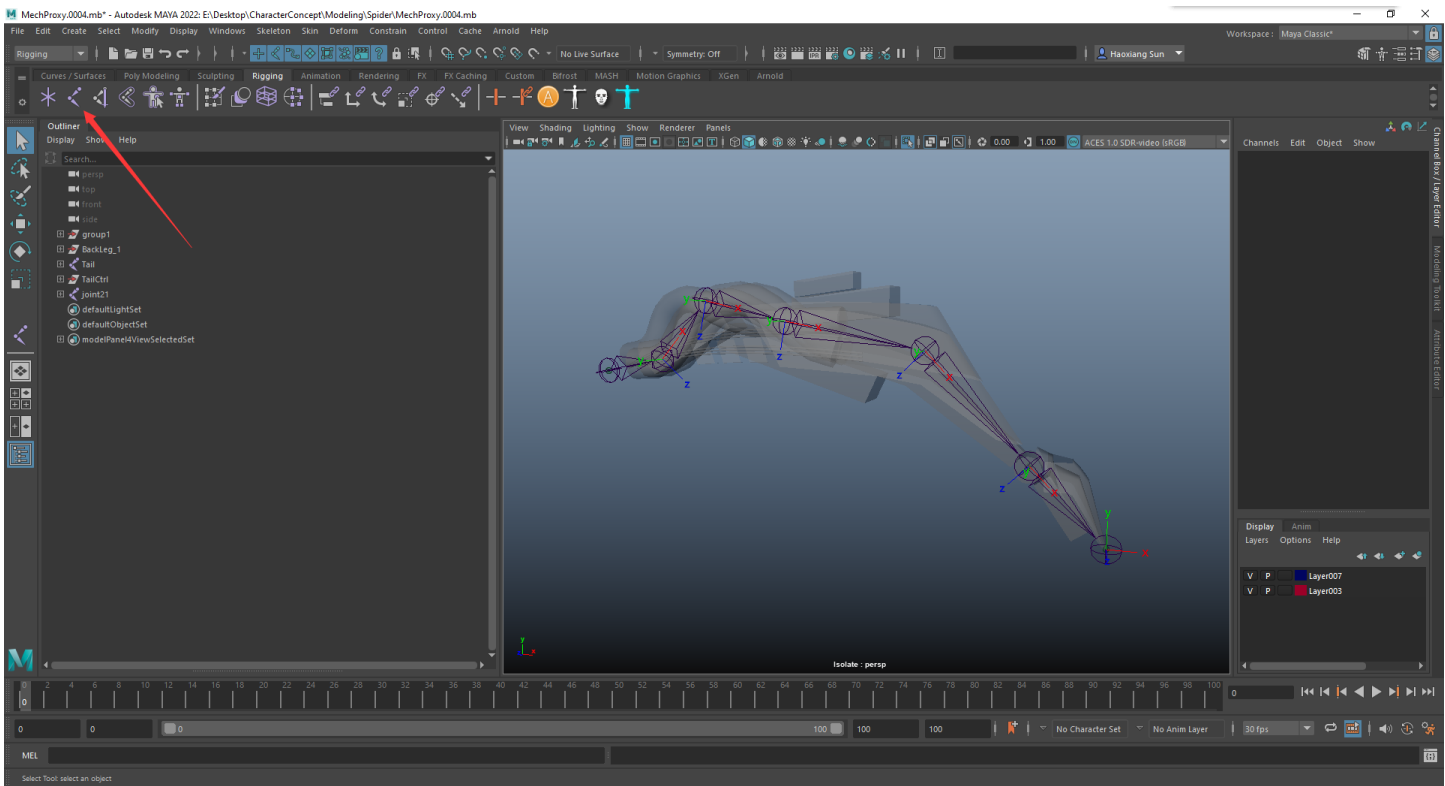 MechProxy.0004.mb* - Autodesk MAYA 2022: E:\Desktop\CharacterConcept\Modeling\Spider\MechProxy.0004.mb
File Edit Create Select Modify Display Windows Skeleton Skin Deform Constrain Control Cache Arnold Help
Workspace : Maya Classic*
Rigging No Live Surface Symmetry: Off Haoxiang Sun
Curves / Surfaces Poly Modeling Sculpting Rigging Animation Rendering FX FX Caching Custom Bifrost MASH Motion Graphics XGen Arnold
Outliner
Display Show Help
Search...
persp
top
front
side
group1
BackLeg_1
Tail
TailCtrl
joint21
defaultLightSet
defaultObjectSet
modelPanel4ViewSelectedSet
View Shading Lighting Show Renderer Panels
0.00 1.00 ACES 1.0 SDR-video (sRGB)
Isolate : persp
Channels Edit Object Show
Channel Box / Layer Editor
Modeling Toolkit
Attribute Editor
Display Anim
Layers Options Help
V P Layer007
V P Layer003
0 2 4 6 8 10 12 14 16 18 20 22 24 26 28 30 32 34 36 38 40 42 44 46 48 50 52 54 56 58 60 62 64 66 68 70 72 74 76 78 80 82 84 86 88 90 92 94 96 98 100
0 0
0 0 0 100 100 100 No Character Set No Anim Layer 30 fps
MEL
Select Tool: select an object